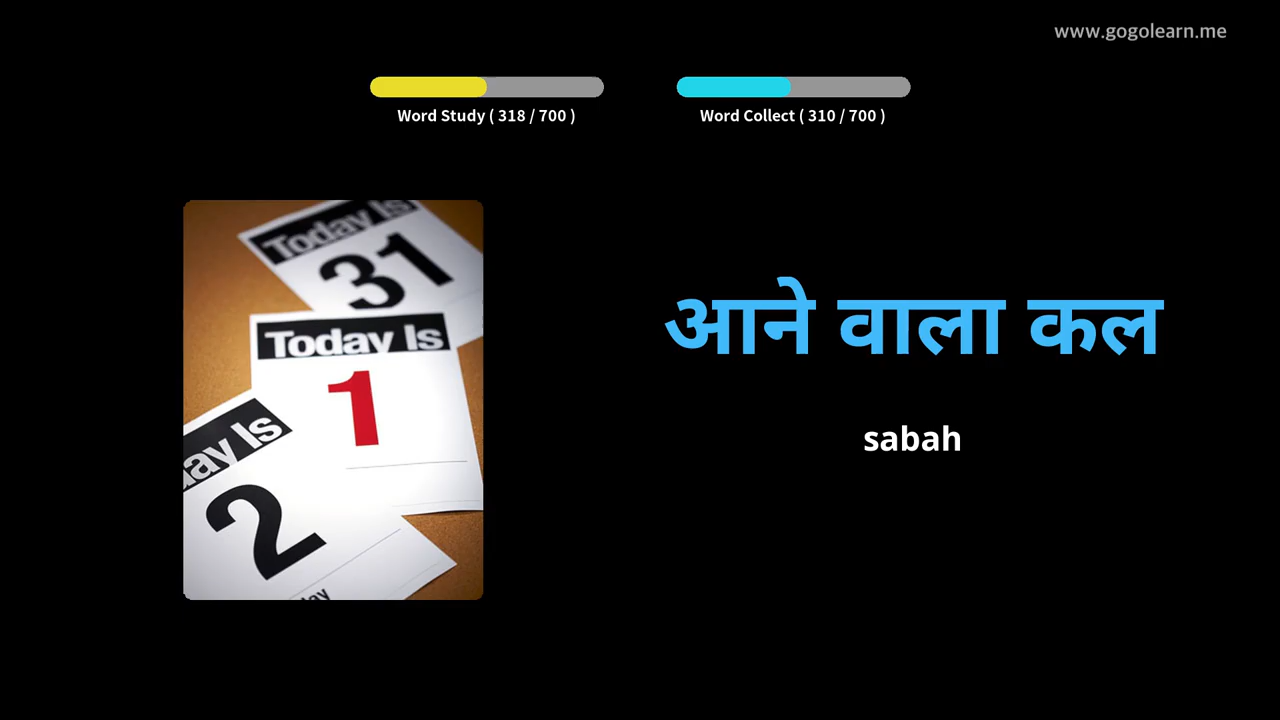 www.gogolearn.me
Word Study ( 318 / 700 )
Word Collect ( 310 / 700 )
Today Is
31
Today Is
1
ay Is
2
आने वाला कल
sabah